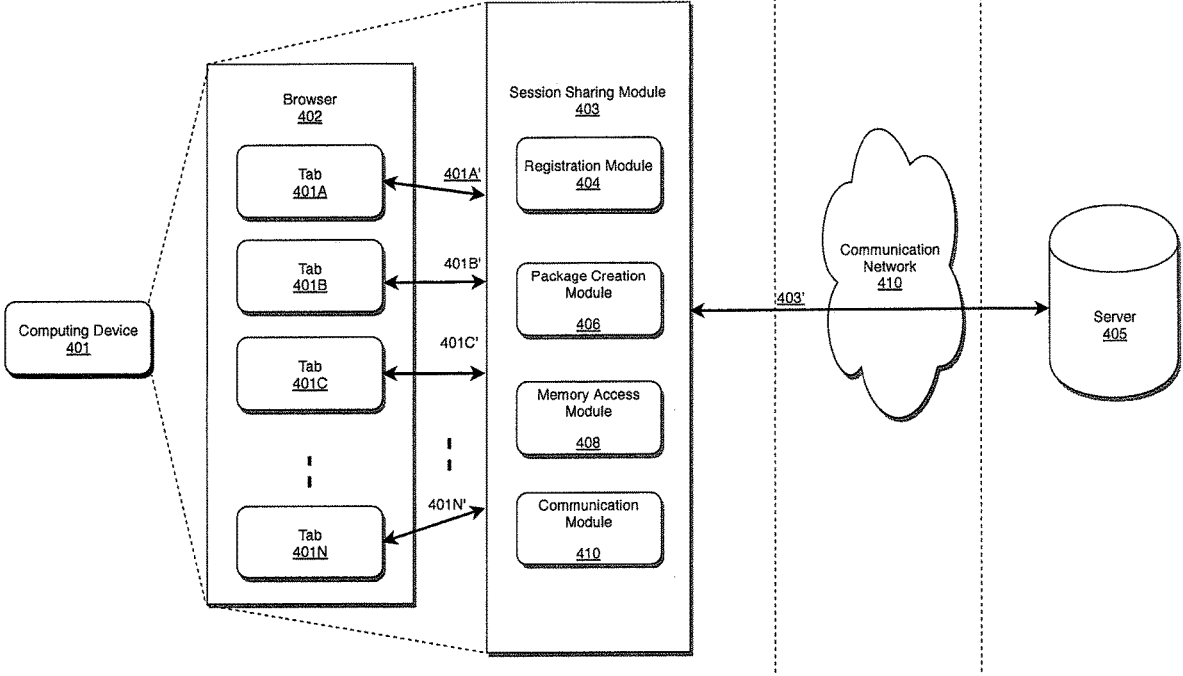 Computing Device
401
Browser
402
Tab
401A
Tab
401B
Tab
401C
Tab
401N
401A'
401B'
401C'
401N'
Session Sharing Module
403
Registration Module
404
Package Creation
Module
406
Memory Access
Module
408
Communication
Module
410
403'
Communication
Network
410
Server
405